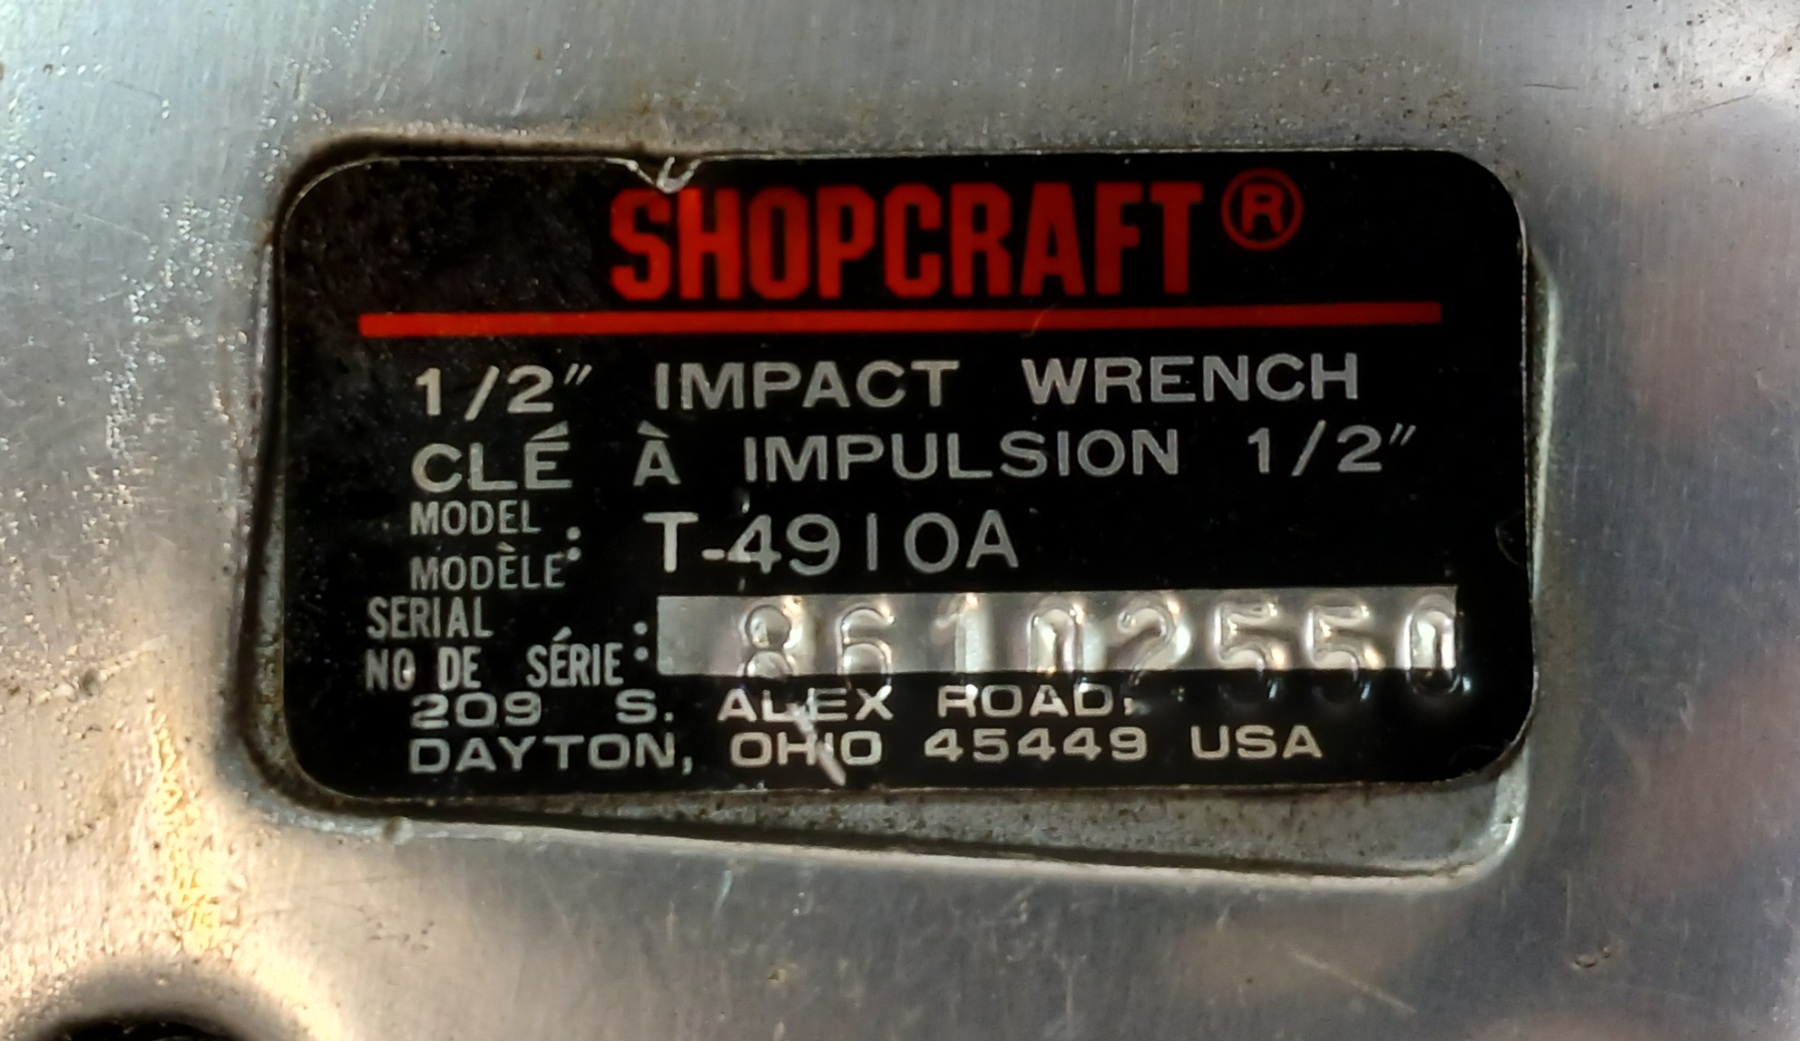 SHOPCRAFT®
1/2" IMPACT WRENCH
CLÉ À IMPULSION 1/2"
MODEL
MODÈLE : T-4910A
SERIAL
NO DE SÉRIE : 86102550
209 S. ALEX ROAD,
DAYTON, OHIO 45449 USA